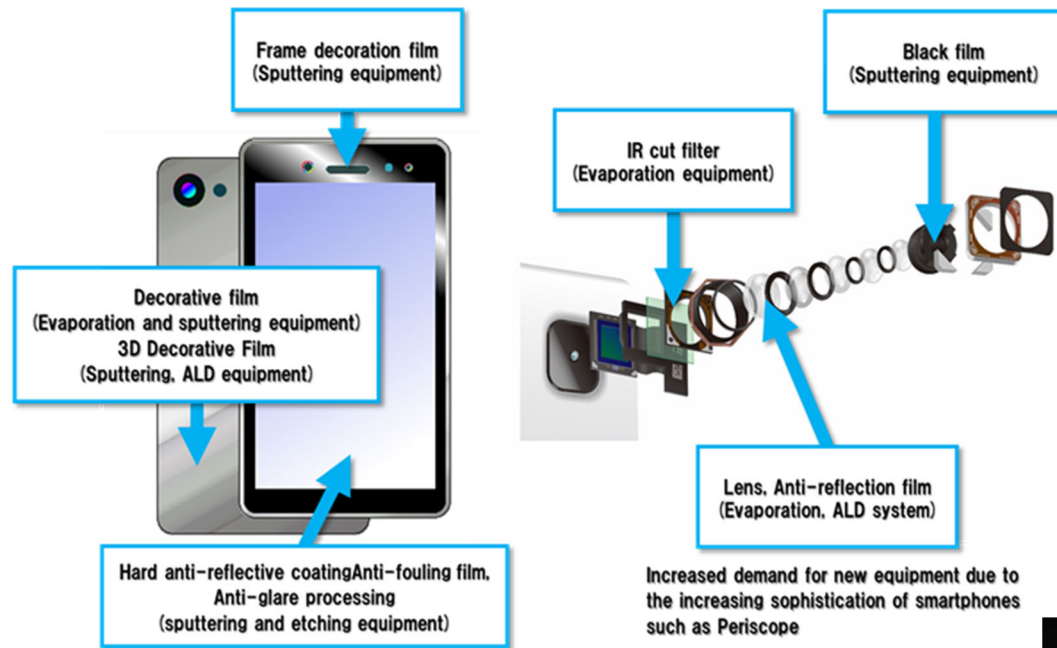 Frame decoration film
(Sputtering equipment)
Decorative film
(Evaporation and sputtering equipment)
3D Decorative Film
(Sputtering, ALD equipment)
Hard anti-reflective coatingAnti-fouling film,
Anti-glare processing
(sputtering and etching equipment)
Black film
(Sputtering equipment)
IR cut filter
(Evaporation equipment)
Lens, Anti-reflection film
(Evaporation, ALD system)
Increased demand for new equipment due to
the increasing sophistication of smartphones
such as Periscope